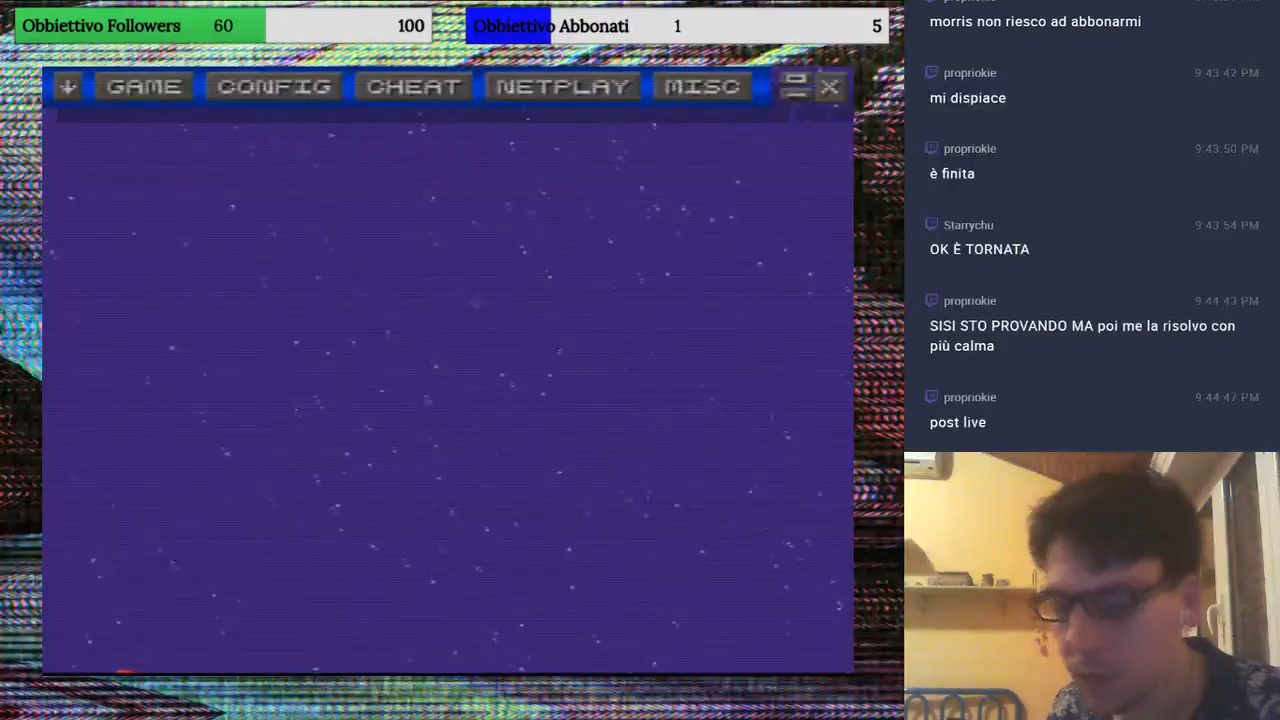 Obbiettivo Followers 60 100
Obbiettivo Abbonati 1 5
GAME CONFIG CHEAT NETPLAY MISC X
propriokie
morris non riesco ad abbonarmi
propriokie 9:43:42 PM
mi dispiace
propriokie 9:43:50 PM
è finita
Starrychu 9:43:54 PM
OK È TORNATA
propriokie 9:44:43 PM
SISI STO PROVANDO MA poi me la risolvo con
più calma
propriokie 9:44:47 PM
post live